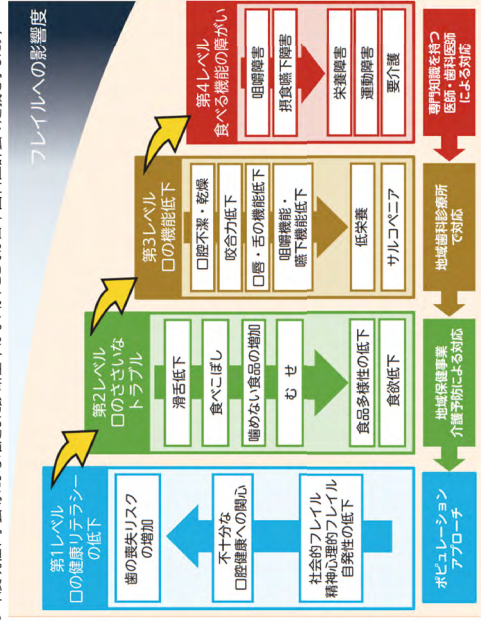 フレイルへの影響度
第1レベル
口の健康リテラシー
の低下
歯の喪失リスク
の増加
不十分な
口腔健康への関心
社会的フレイル
精神心理的フレイル
自発性の低下
ポピュレーション
アプローチ
第2レベル
口のささいな
トラブル
滑舌低下
食べこぼし
噛めない食品の増加
むせ
食品多様性の低下
食欲低下
地域保健事業
介護予防による対応
第3レベル
口の機能低下
口腔不潔・乾燥
咬合力低下
口唇・舌の機能低下
咀嚼機能・
嚥下機能低下
低栄養
サルコペニア
地域歯科診療所
で対応
第4レベル
食べる機能の障がい
咀嚼障害
摂食嚥下障害
栄養障害
運動障害
要介護
専門知識を持つ
医師・歯科医師
による対応